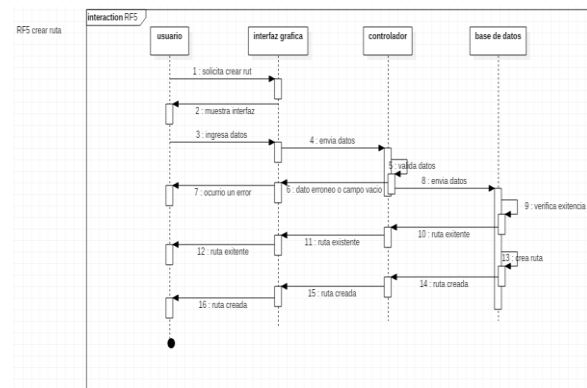 interaction RF5
RF5 crear ruta
usuario
interfaz grafica
controlador
base de datos
1 : solicita crear rut
2 : muestra interfaz
3 : ingresa datos
4 : envia datos
5 : valida datos
6 : dato erroneo o campo vacio
7 : ocurrio un error
8 : envia datos
9 : verifica exitencia
10 : ruta exitente
11 : ruta existente
12 : ruta exitente
13 : crea ruta
14 : ruta creada
15 : ruta creada
16 : ruta creada